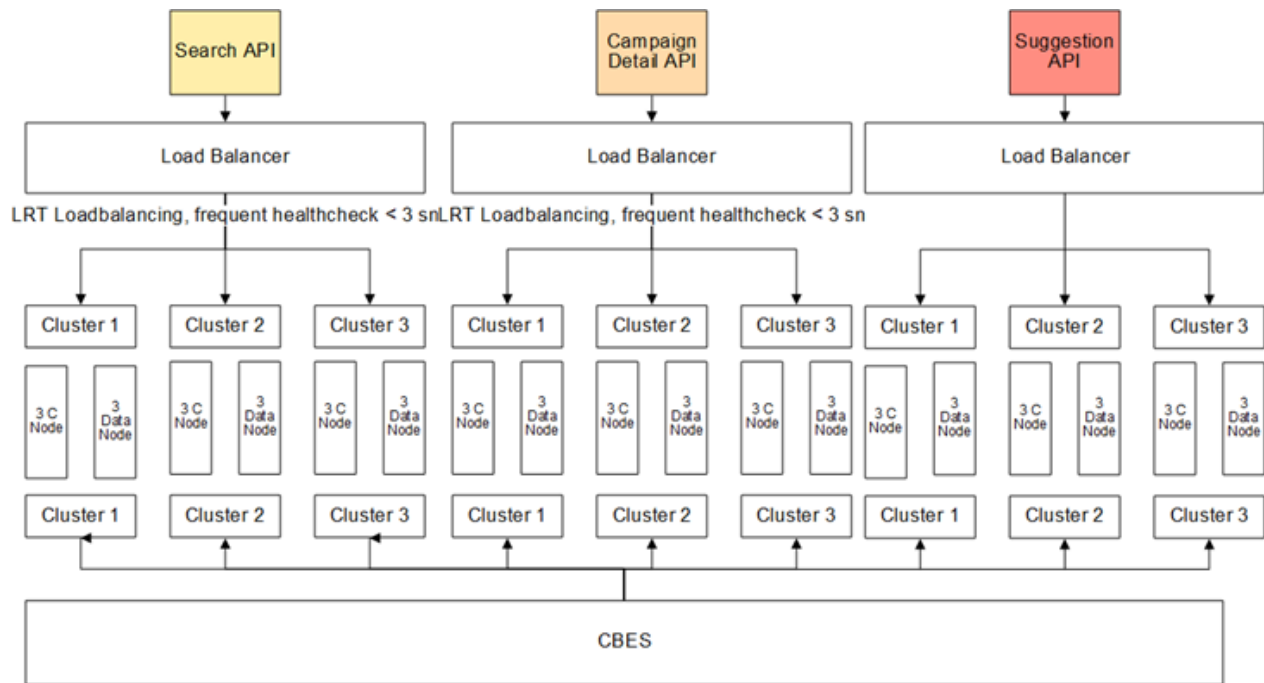 Search API
Campaign
Detail API
Suggestion
API
Load Balancer
Load Balancer
Load Balancer
LRT Loadbalancing, frequent healthcheck < 3 sn
LRT Loadbalancing, frequent healthcheck < 3 sn
Cluster 1
Cluster 2
Cluster 3
Cluster 1
Cluster 2
Cluster 3
Cluster 1
Cluster 2
Cluster 3
3 C
Node
3
Data
Node
3 C
Node
3
Data
Node
3 C
Node
3
Data
Node
3 C
Node
3
Data
Node
3 C
Node
3
Data
Node
3 C
Node
3
Data
Node
3 C
Node
3
Data
Node
3 C
Node
3
Data
Node
3 C
Node
3
Data
Node
Cluster 1
Cluster 2
Cluster 3
Cluster 1
Cluster 2
Cluster 3
Cluster 1
Cluster 2
Cluster 3
CBES